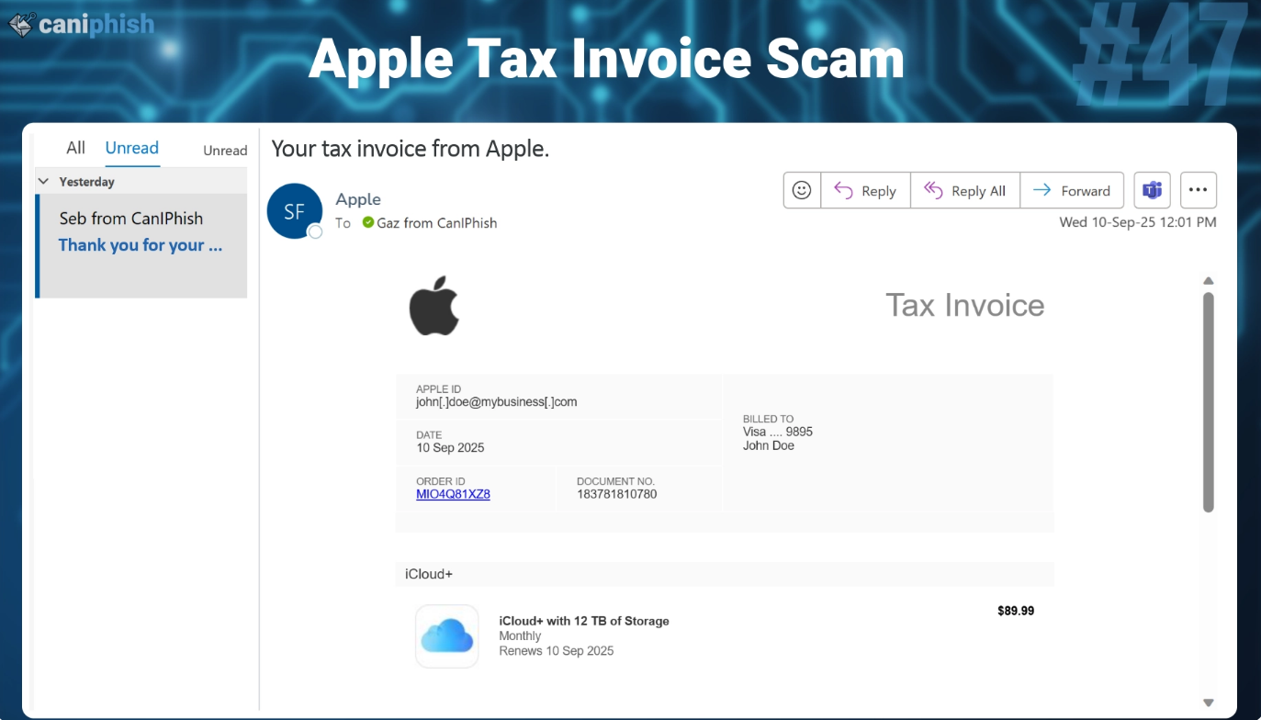 caniphish
#47
Apple Tax Invoice Scam
All Unread Unread
Yesterday
Seb from CanIPhish
Thank you for your ...
Your tax invoice from Apple.
SF
Apple
To Gaz from CanIPhish
Reply Reply All Forward
Wed 10-Sep-25 12:01 PM
Tax Invoice
APPLE ID
john[.]doe@mybusiness[.]com
DATE
10 Sep 2025
ORDER ID
MIO4Q81XZ8
DOCUMENT NO.
183781810780
BILLED TO
Visa .... 9895
John Doe
iCloud+
iCloud+ with 12 TB of Storage
Monthly
Renews 10 Sep 2025
$89.99